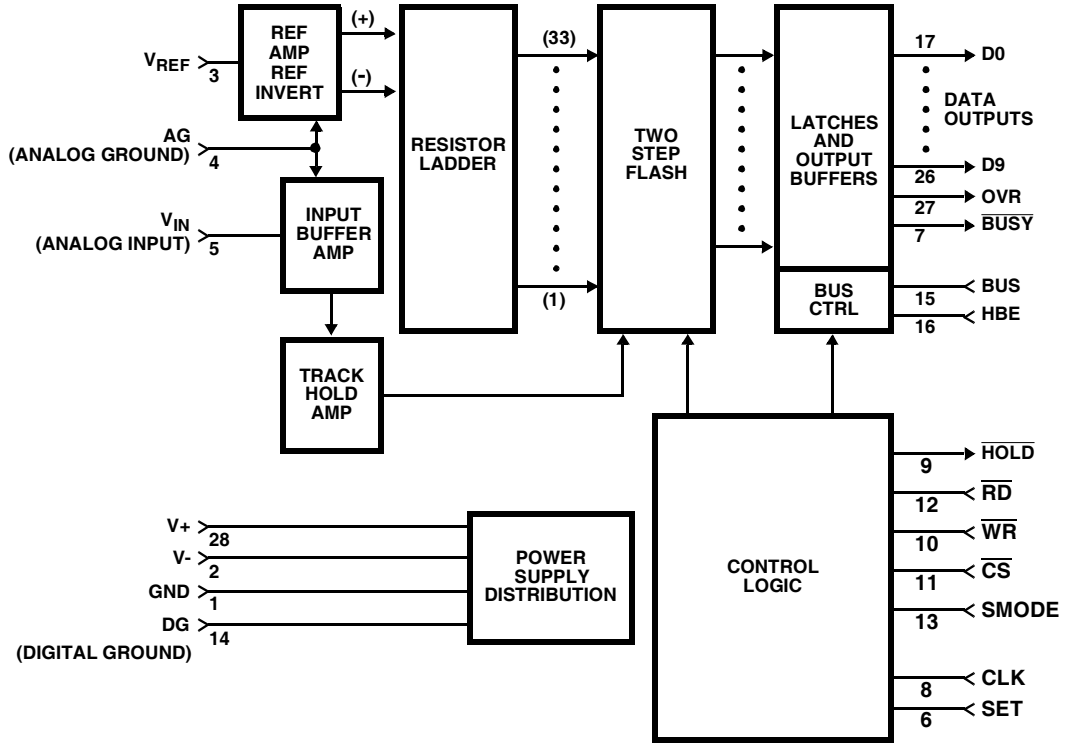 REF
AMP
REF
INVERT
(+)
(-)
VREF
3
AG
(ANALOG GROUND)
4
VIN
(ANALOG INPUT)
5
INPUT
BUFFER
AMP
TRACK
HOLD
AMP
RESISTOR
LADDER
(33)
(1)
TWO
STEP
FLASH
LATCHES
AND
OUTPUT
BUFFERS
BUS
CTRL
17 D0
DATA
OUTPUTS
D9
26
OVR
27
BUSY
7
BUS
15
HBE
16
V+
28
V-
2
GND
1
DG
14
(DIGITAL GROUND)
POWER
SUPPLY
DISTRIBUTION
CONTROL
LOGIC
HOLD
9
RD
12
WR
10
CS
11
SMODE
13
CLK
8
SET
6